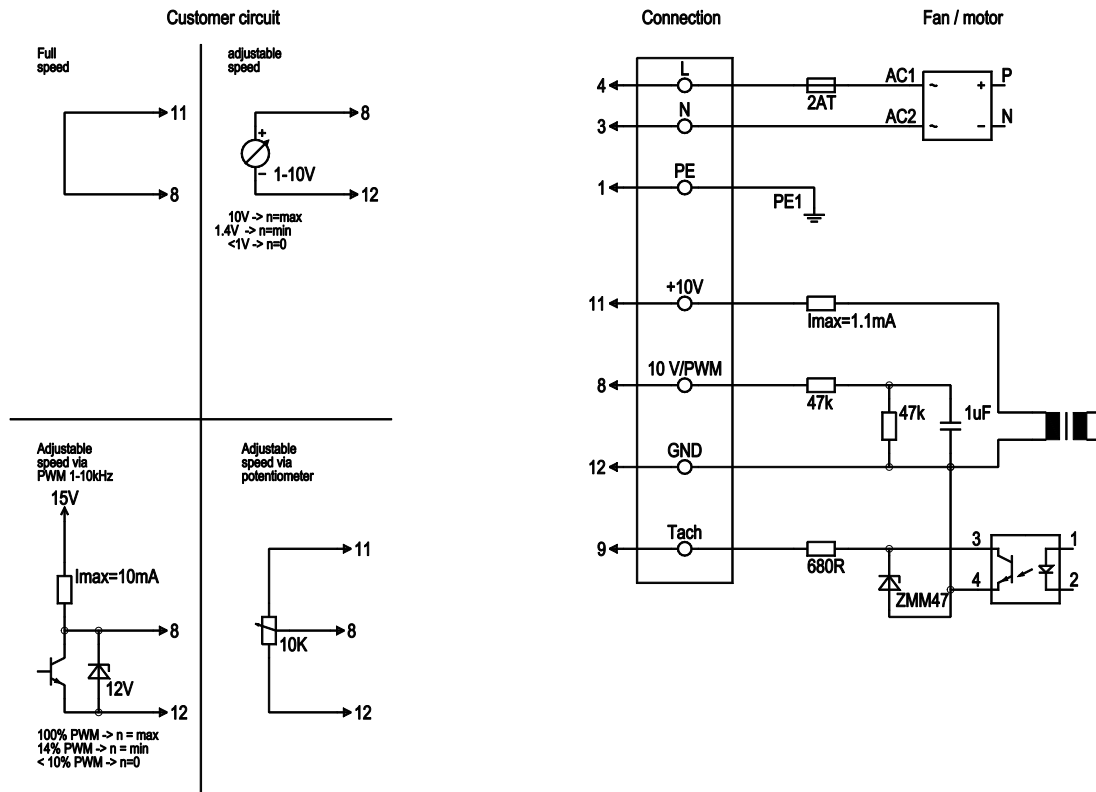 Customer circuit
Full
speed
11
8
adjustable
speed
8
+
1-10V
–
12
10V -> n=max
1.4V -> n=min
<1V -> n=0
Adjustable
speed via
PWM 1-10kHz
15V
Imax=10mA
8
12V
12
100% PWM -> n = max
14% PWM -> n = min
< 10% PWM -> n=0
Adjustable
speed via
potentiometer
11
8
10K
12
Connection
Fan / motor
4
L
2AT
AC1
~
+
P
3
N
AC2
~
–
N
1
PE
PE1
11
+10V
Imax=1.1mA
8
10 V/PWM
47k
47k
1uF
12
GND
9
Tach
680R
ZMM47
3
4
1
2